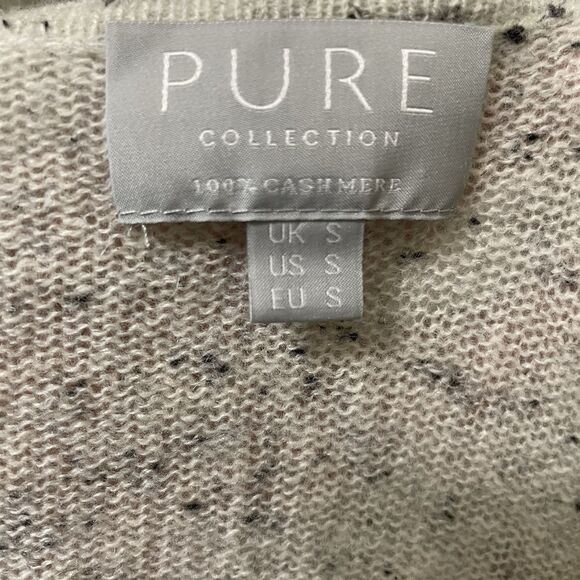 PURE
COLLECTION
100% CASHMERE
UK S
US S
EU S